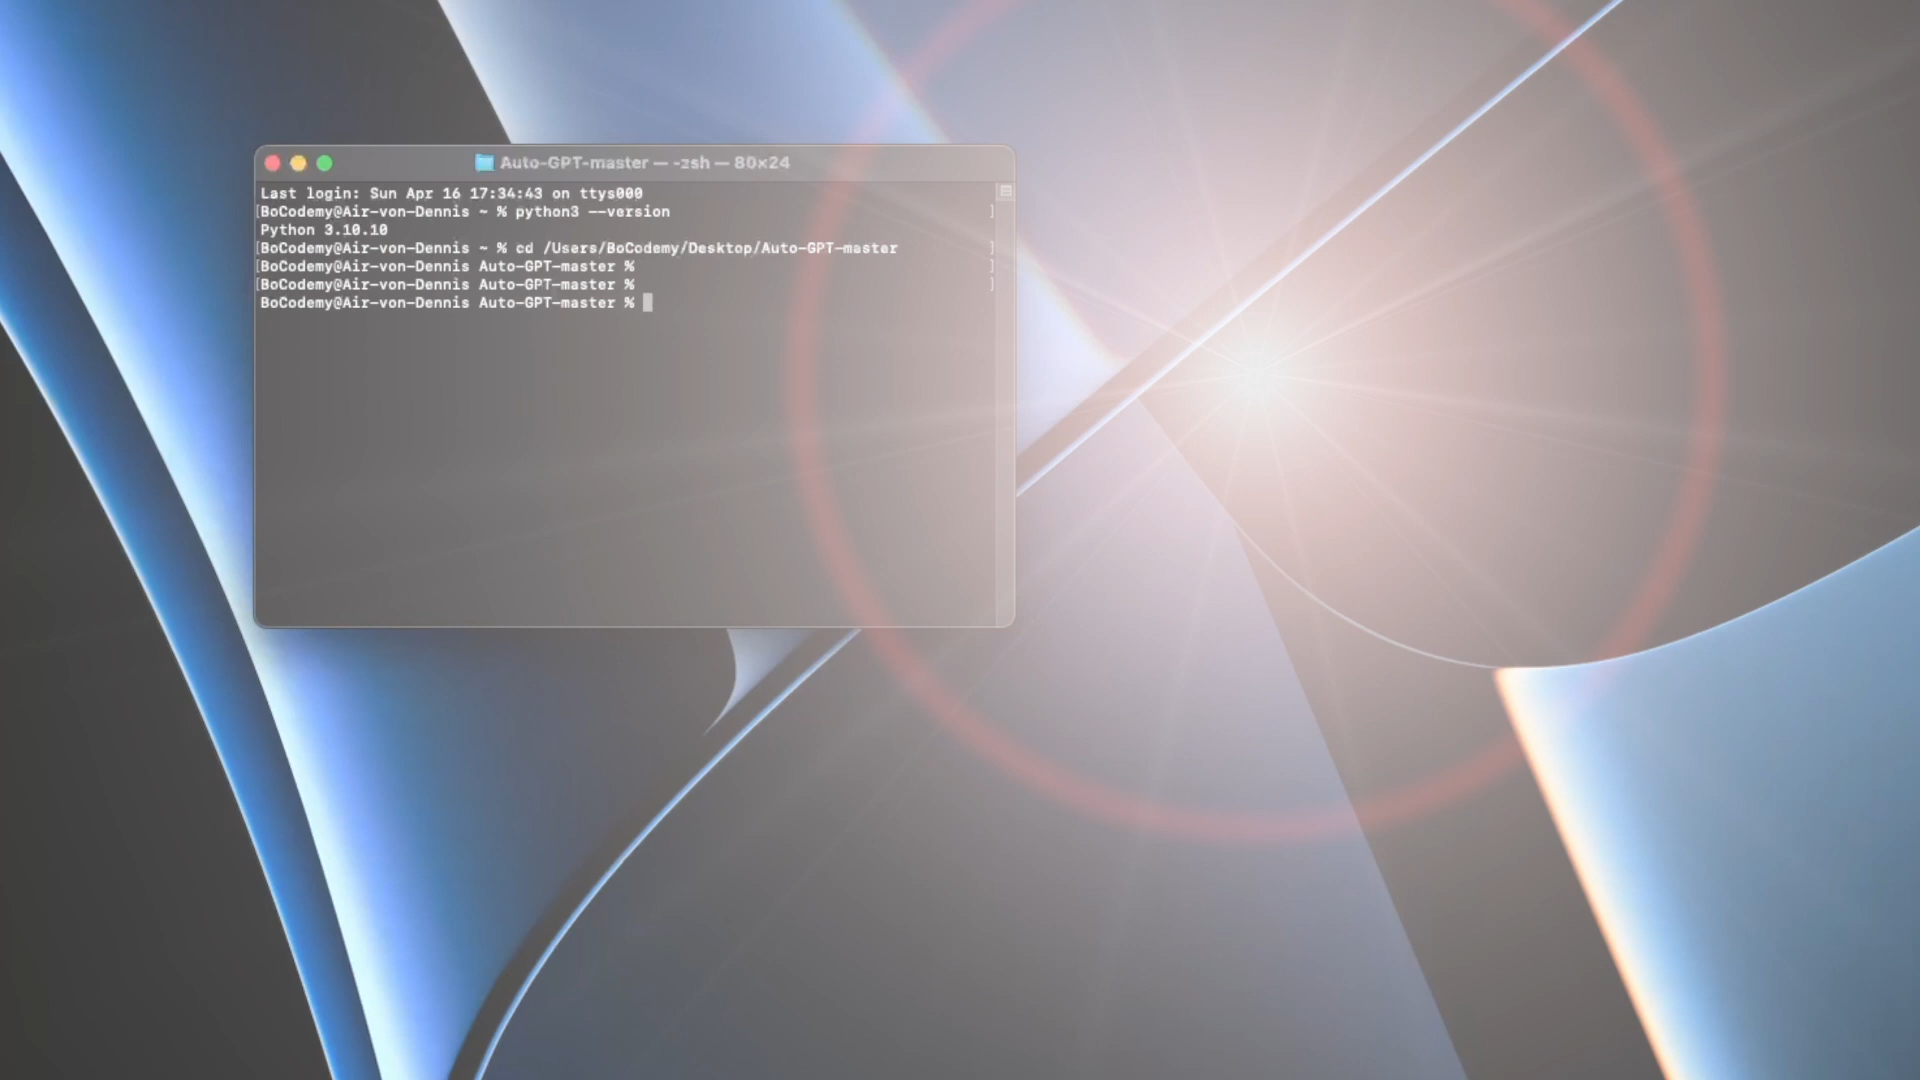 Auto-GPT-master — -zsh — 80×24
Last login: Sun Apr 16 17:34:43 on ttys000
[BoCodemy@Air-von-Dennis ~ % python3 --version ]
Python 3.10.10
[BoCodemy@Air-von-Dennis ~ % cd /Users/BoCodemy/Desktop/Auto-GPT-master ]
[BoCodemy@Air-von-Dennis Auto-GPT-master % ]
[BoCodemy@Air-von-Dennis Auto-GPT-master % ]
BoCodemy@Air-von-Dennis Auto-GPT-master %